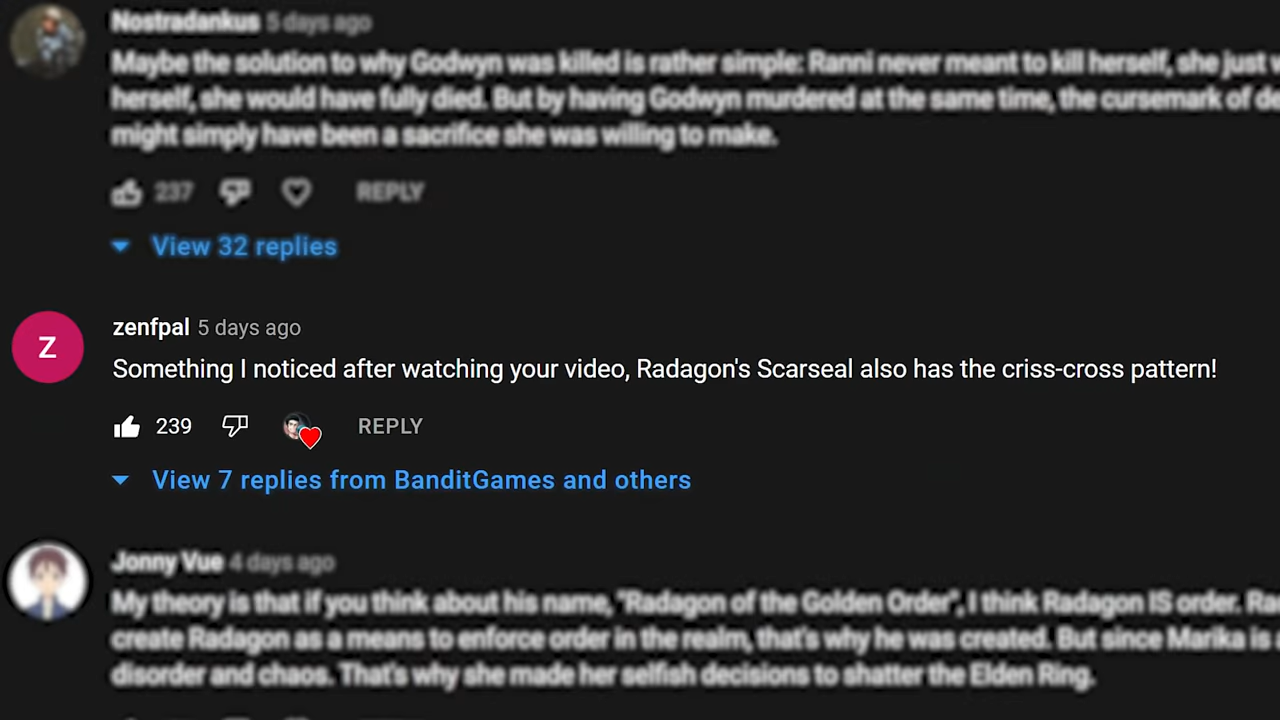 Nostradankus 5 days ago
Maybe the solution to why Godwyn was killed is rather simple: Ranni never meant to kill herself, she just
herself, she would have fully died. But by having Godwyn murdered at the same time, the cursemark of
might simply have been a sacrifice she was willing to make.
237 REPLY
View 32 replies
Z
zenfpal 5 days ago
Something I noticed after watching your video, Radagon's Scarseal also has the criss-cross pattern!
239 REPLY
View 7 replies from BanditGames and others
Jonny Vue 4 days ago
My theory is that if you think about his name, "Radagon of the Golden Order", I think Radagon IS order.
create Radagon as a means to enforce order in the realm, that's why he was created. But since Marika is
disorder and chaos. That's why she made her selfish decisions to shatter the Elden Ring.